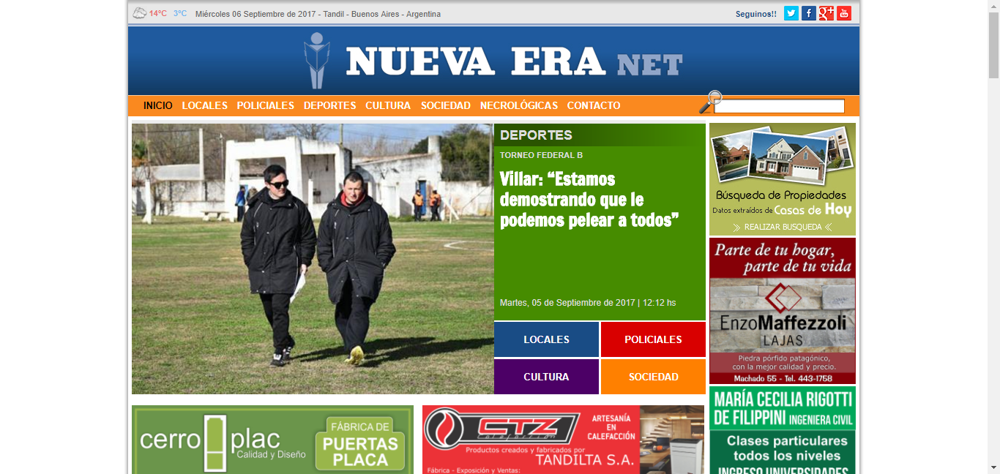 14°C 3°C Miércoles 06 Septiembre de 2017 - Tandil - Buenos Aires - Argentina Seguinos!!
NUEVA ERA NET
INICIO LOCALES POLICIALES DEPORTES CULTURA SOCIEDAD NECROLÓGICAS CONTACTO
DEPORTES
TORNEO FEDERAL B
Villar: “Estamos
demostrando que le
podemos pelear a todos”
Martes, 05 de Septiembre de 2017 | 12:12 hs
LOCALES POLICIALES
CULTURA SOCIEDAD
Búsqueda de Propiedades
Datos extraídos de Casas de Hoy
REALIZAR BUSQUEDA
Parte de tu hogar,
parte de tu vida
EnzoMaffezzoli
LAJAS
Piedra pórfido patagónico,
con la mejor calidad y precio.
Machado 55 - Tel. 443-1758
MARÍA CECILIA RIGOTTI
DE FILIPPINI INGENIERA CIVIL
Clases particulares
todos los niveles
INGRESO UNIVERSIDADES
cerro plac
Calidad y Diseño
FÁBRICA DE
PUERTAS
PLACA
CTZ
calefacción
ARTESANÍA
EN
CALEFACCIÓN
Productos creados y fabricados por
TANDILTA S.A.
Fábrica - Exposición y Ventas: